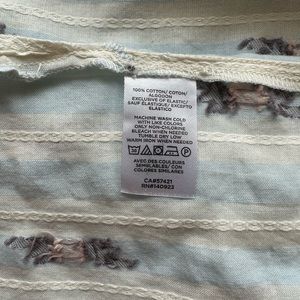 100% COTTON/ COTON/
ALGODON
EXCLUSIVE OF ELASTIC/
SAUF ÉLASTIQUE/ EXCEPTO
ELÁSTICO
MACHINE WASH COLD
WITH LIKE COLORS
ONLY NON-CHLORINE
BLEACH WHEN NEEDED
TUMBLE DRY LOW
WARM IRON WHEN NEEDED
AVEC DES COULEURS
SEMBLABLES/ CON
COLORES SIMILARES
CA#57421
RN#140923